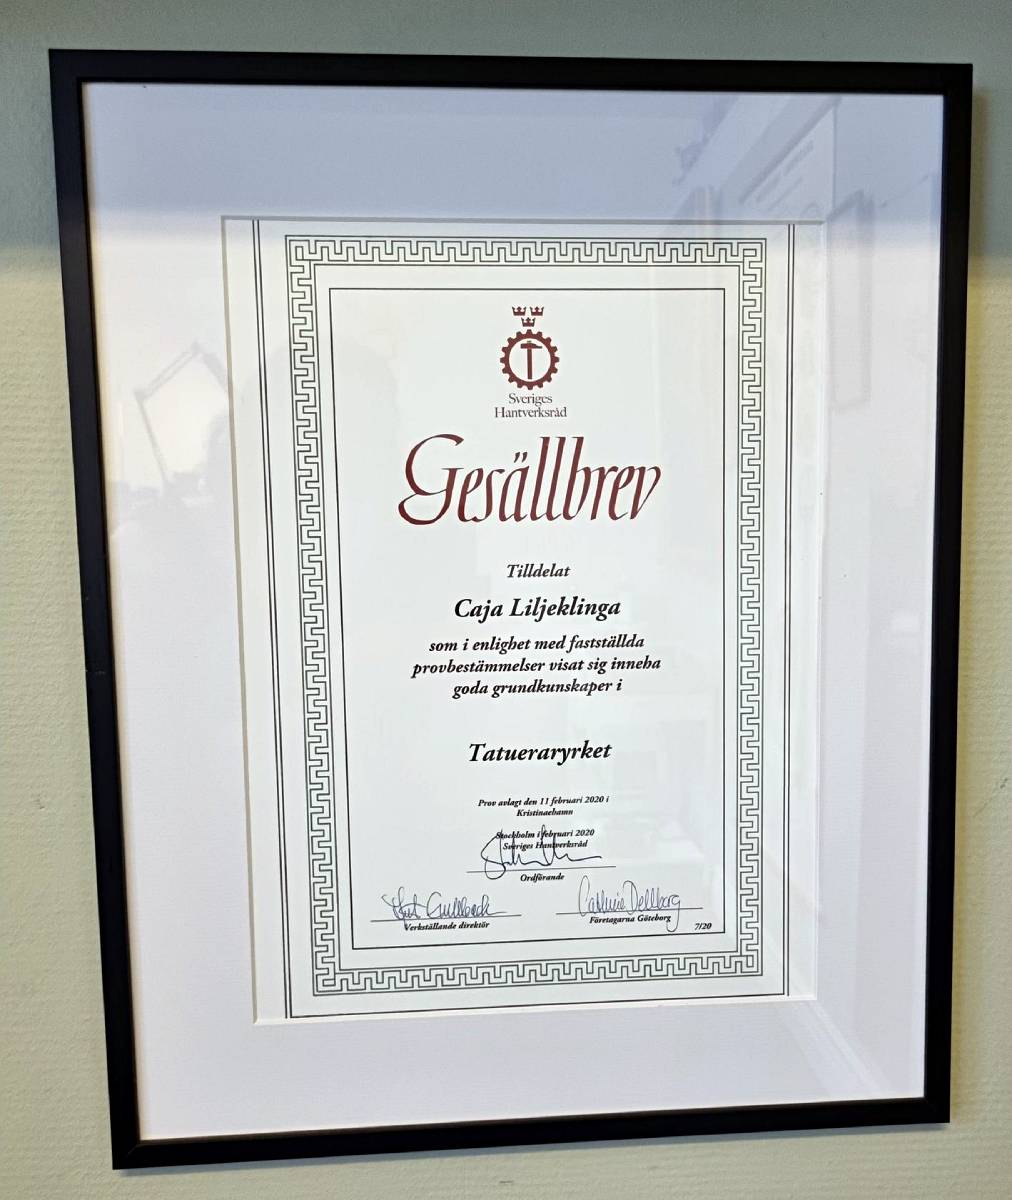 Sveriges
Hantverksråd
Gesällbrev
Tilldelat
Caja Liljeklinga
som i enlighet med fastställda
provbestämmelser visat sig inneha
goda grundkunskaper i
Tatueraryrket
Prov avlagt den 11 februari 2020 i
Kristinaehamn
Stockholm i februari 2020
Sveriges Hantverksråd
Ordförande
Verkställande direktör
Företagarna Göteborg
7/20